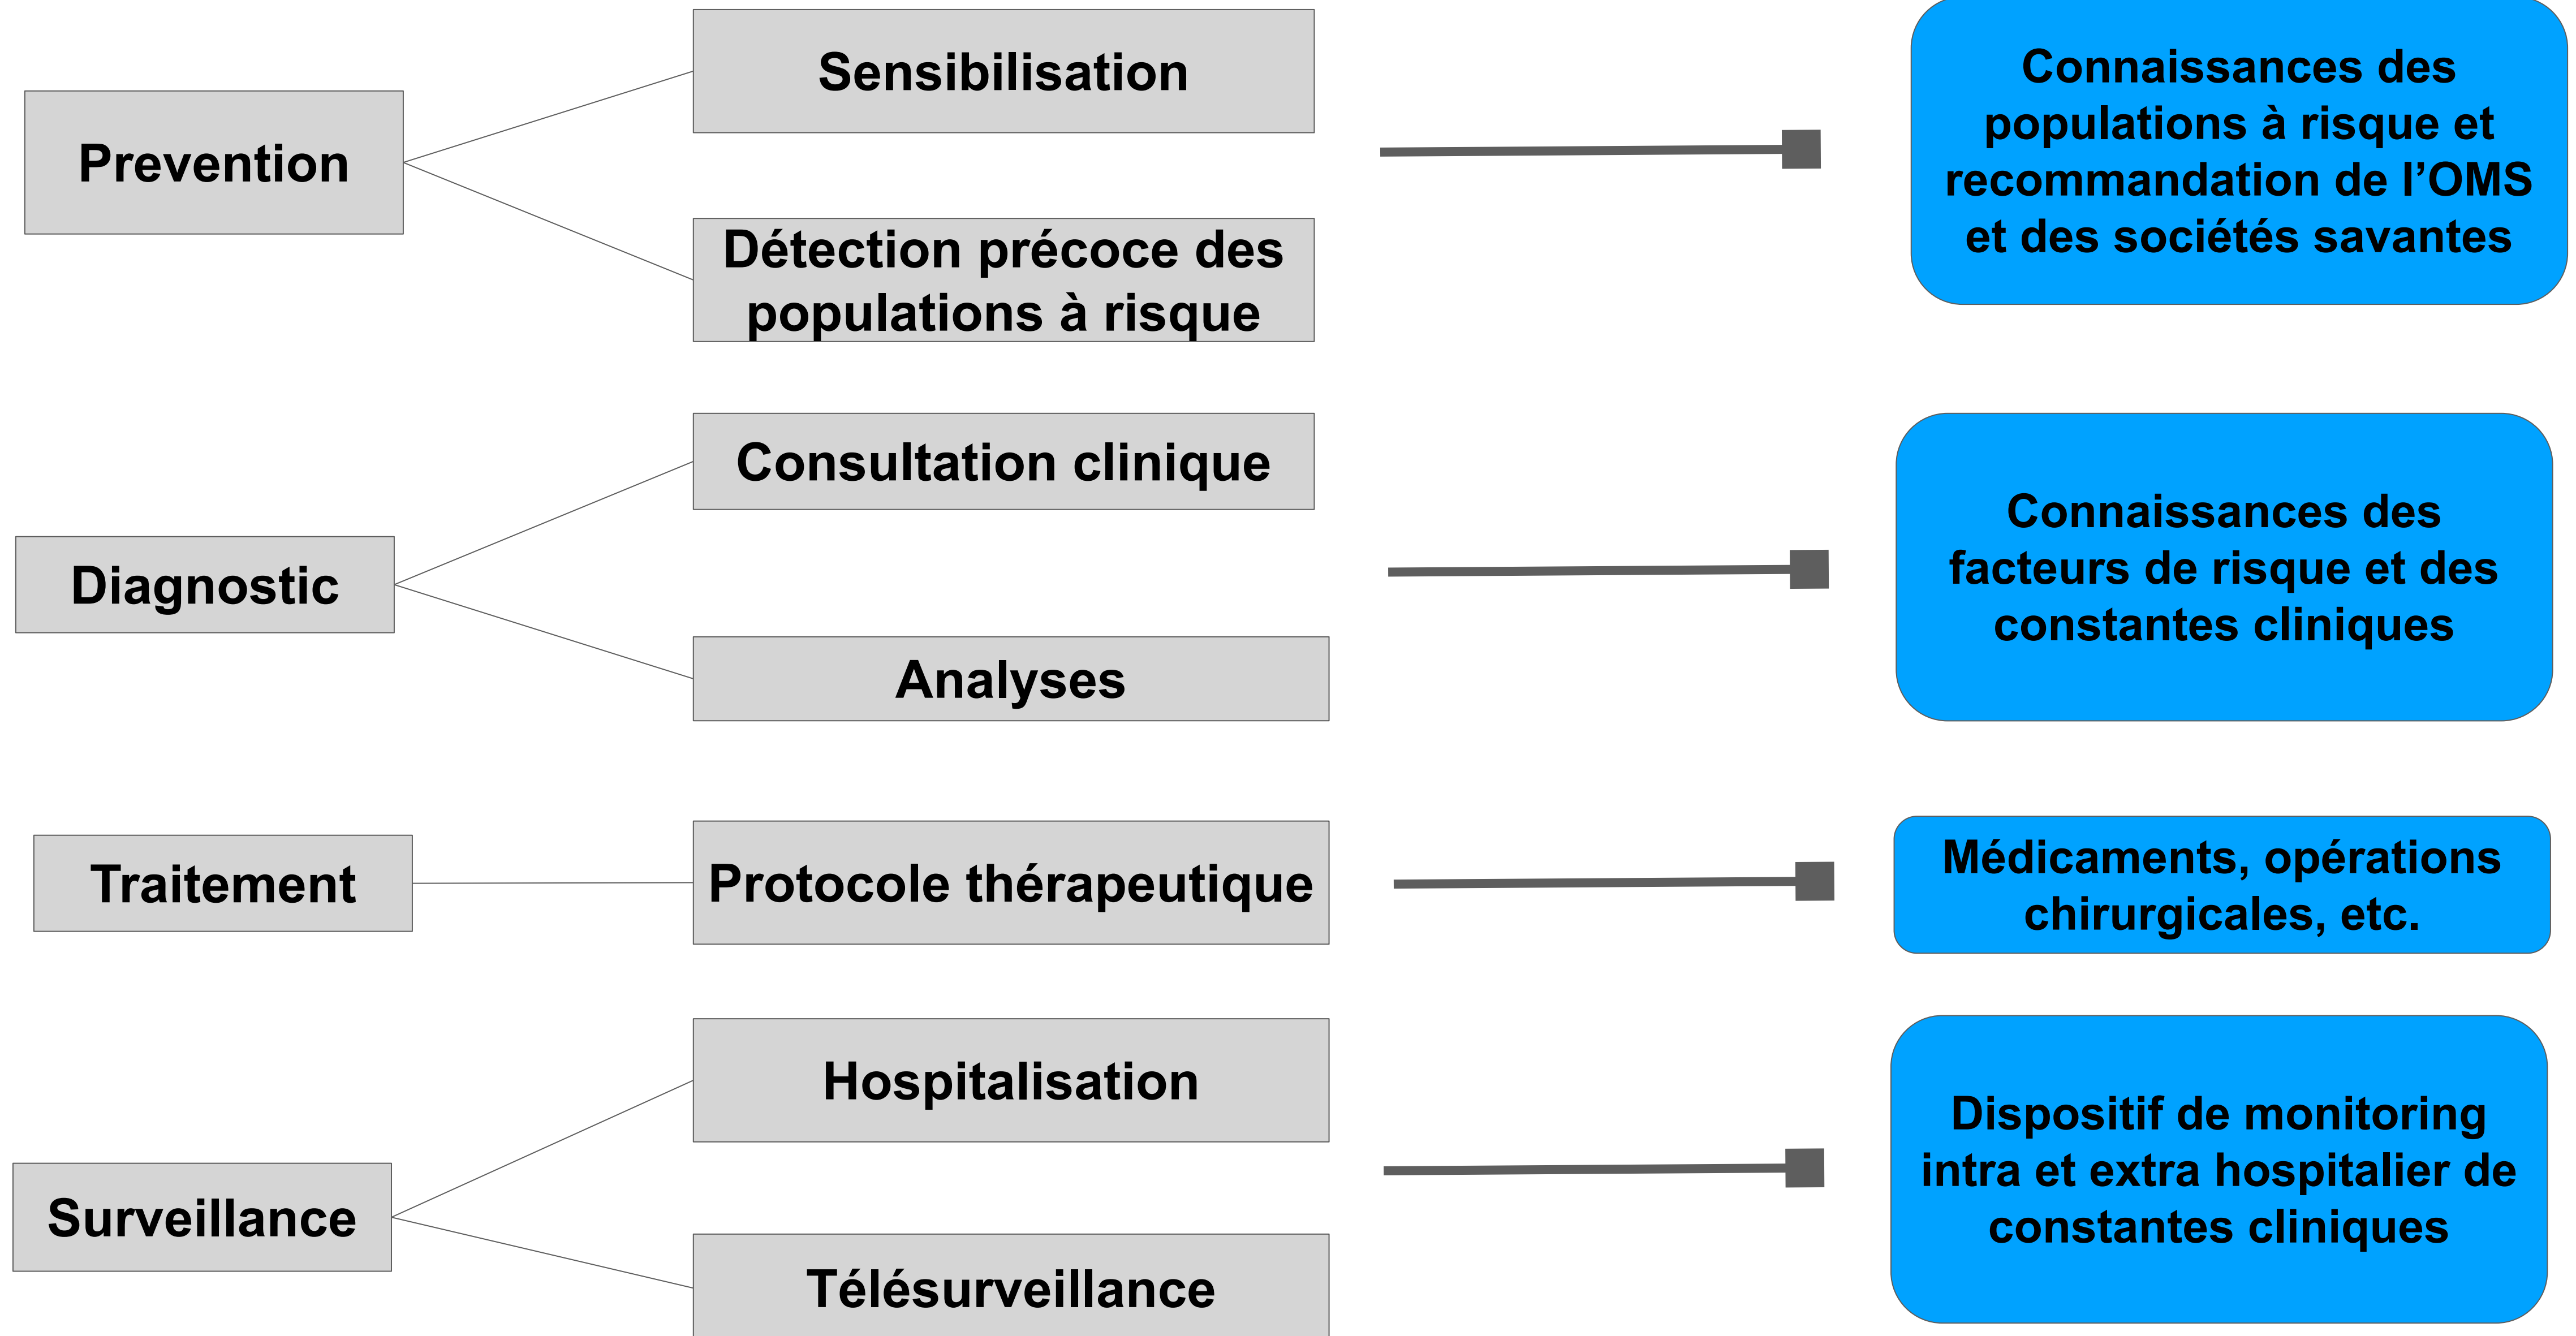 Prevention
Sensibilisation
Détection précoce des
populations à risque
Connaissances des
populations à risque et
recommandation de l’OMS
et des sociétés savantes
Diagnostic
Consultation clinique
Analyses
Connaissances des
facteurs de risque et des
constantes cliniques
Traitement
Protocole thérapeutique
Médicaments, opérations
chirurgicales, etc.
Surveillance
Hospitalisation
Télésurveillance
Dispositif de monitoring
intra et extra hospitalier de
constantes cliniques